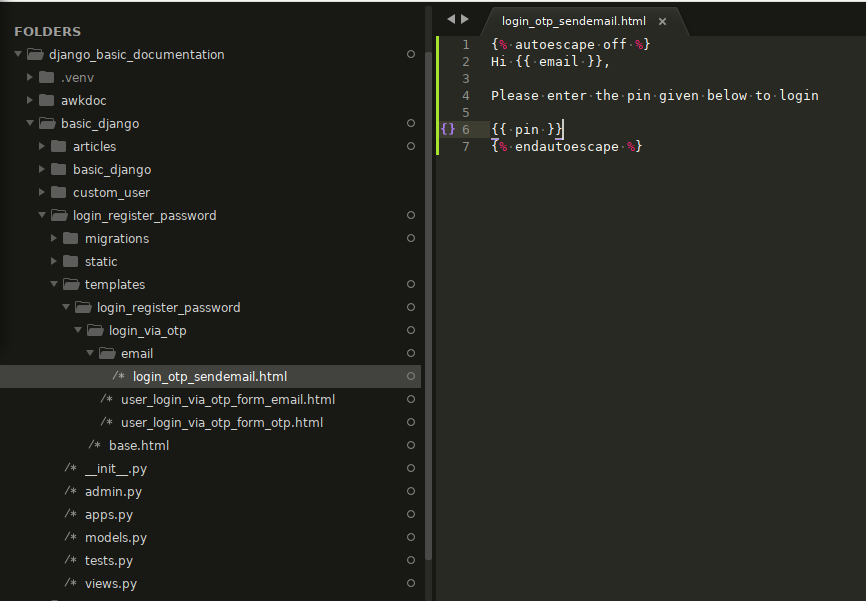 FOLDERS
django_basic_documentation
.venv
awkdoc
basic_django
articles
basic_django
custom_user
login_register_password
migrations
static
templates
login_register_password
login_via_otp
email
/* login_otp_sendemail.html
/* user_login_via_otp_form_email.html
/* user_login_via_otp_form_otp.html
/* base.html
/* __init__.py
/* admin.py
/* apps.py
/* models.py
/* tests.py
/* views.py
login_otp_sendemail.html ×
1 {% autoescape off %}
2 Hi {{ email }},
3
4 Please enter the pin given below to login
5
{} 6 {{ pin }}
7 {% endautoescape %}